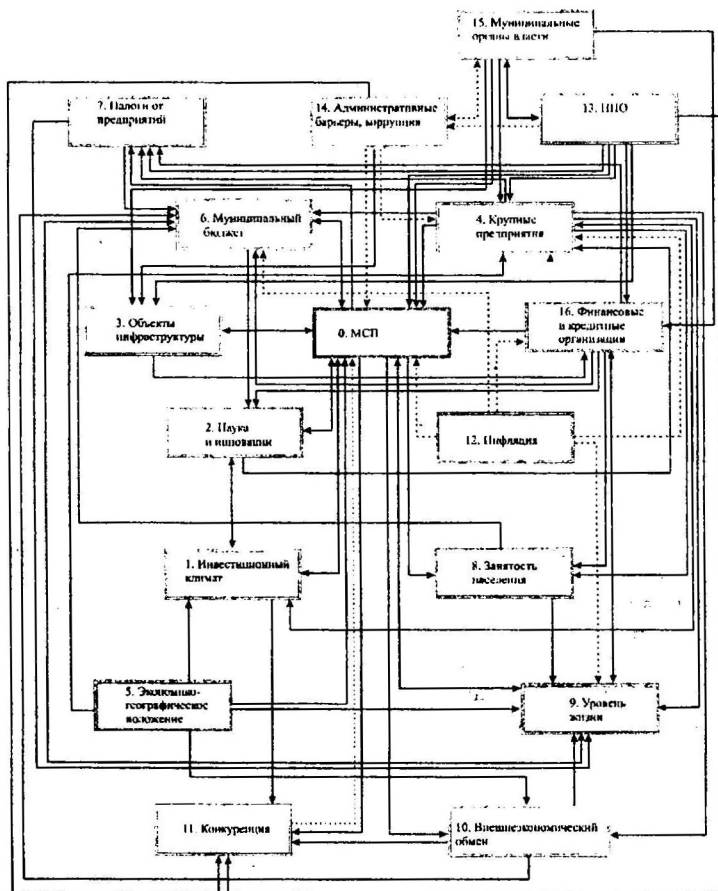 15. Муниципальные
органы власти
7. Налоги от
предприятий
14. Административные
барьеры, коррупция
13. НПО
6. Муниципальный
бюджет
4. Крупные
предприятия
3. Объекты
инфраструктуры
0. МСП
16. Финансовые
и кредитные
организации
2. Наука
и инновации
12. Инфляция
1. Инвестиционный
климат
8. Занятость
населения
5. Экономико-
географическое
положение
9. Уровень
жизни
11. Конкуренция
10. Внешнеэкономический
обмен